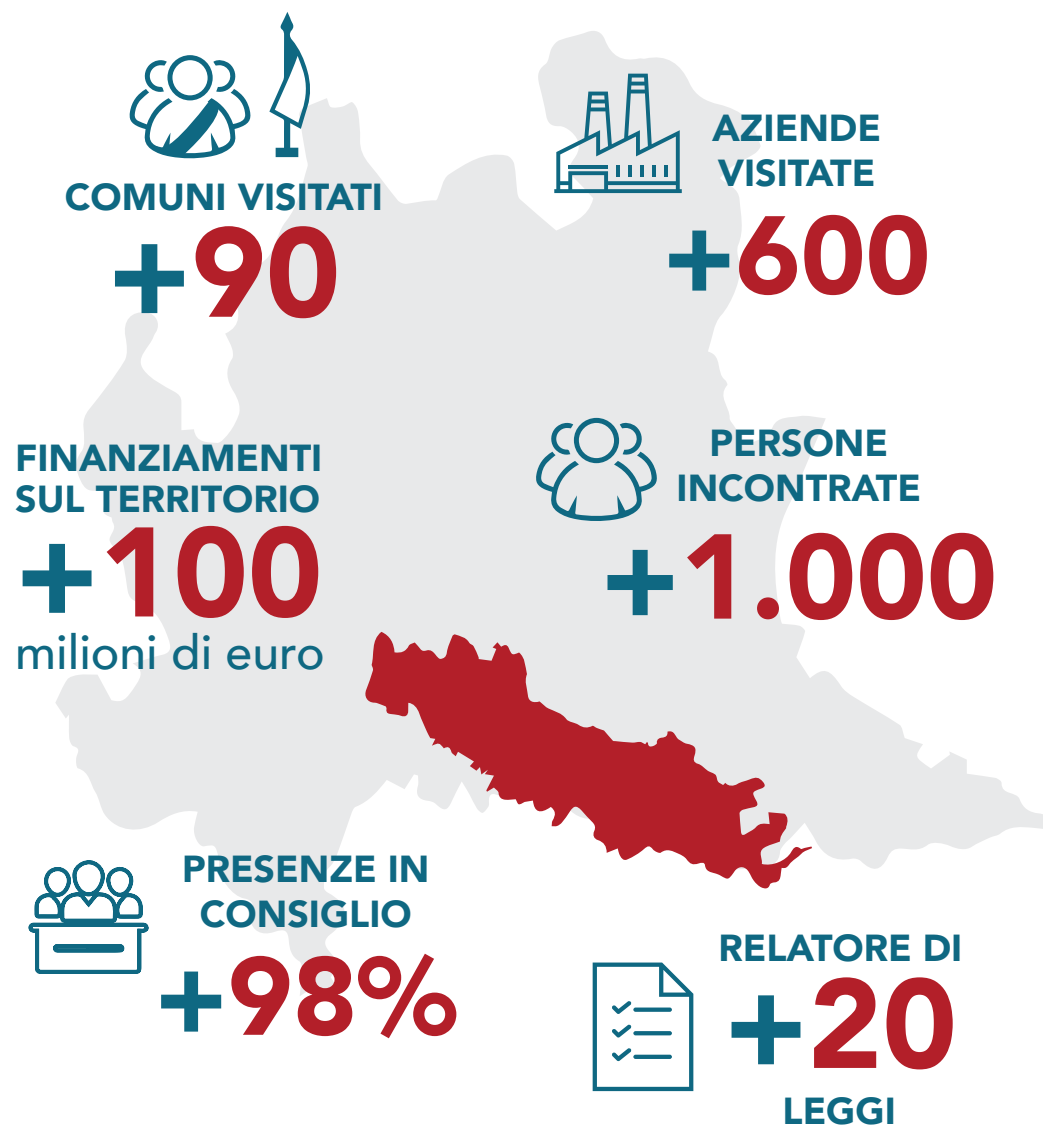 COMUNI VISITATI
+90
AZIENDE
VISITATE
+600
FINANZIAMENTI
SUL TERRITORIO
+100
milioni di euro
PERSONE
INCONTRATE
+1.000
PRESENZE IN
CONSIGLIO
+98%
RELATORE DI
+20
LEGGI